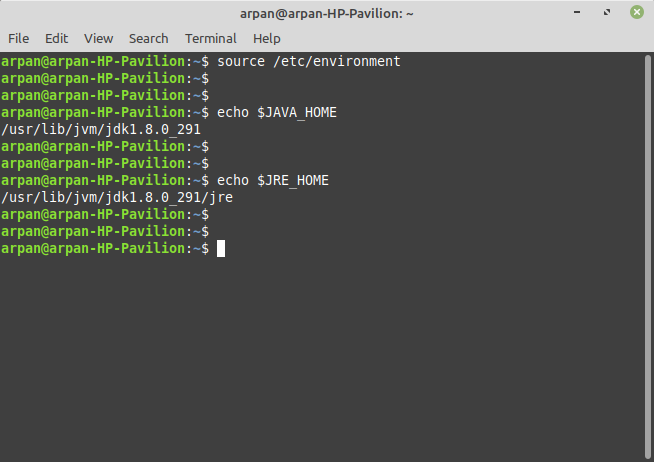 arpan@arpan-HP-Pavilion: ~
File Edit View Search Terminal Help
arpan@arpan-HP-Pavilion:~$ source /etc/environment
arpan@arpan-HP-Pavilion:~$
arpan@arpan-HP-Pavilion:~$
arpan@arpan-HP-Pavilion:~$ echo $JAVA_HOME
/usr/lib/jvm/jdk1.8.0_291
arpan@arpan-HP-Pavilion:~$
arpan@arpan-HP-Pavilion:~$
arpan@arpan-HP-Pavilion:~$ echo $JRE_HOME
/usr/lib/jvm/jdk1.8.0_291/jre
arpan@arpan-HP-Pavilion:~$
arpan@arpan-HP-Pavilion:~$
arpan@arpan-HP-Pavilion:~$